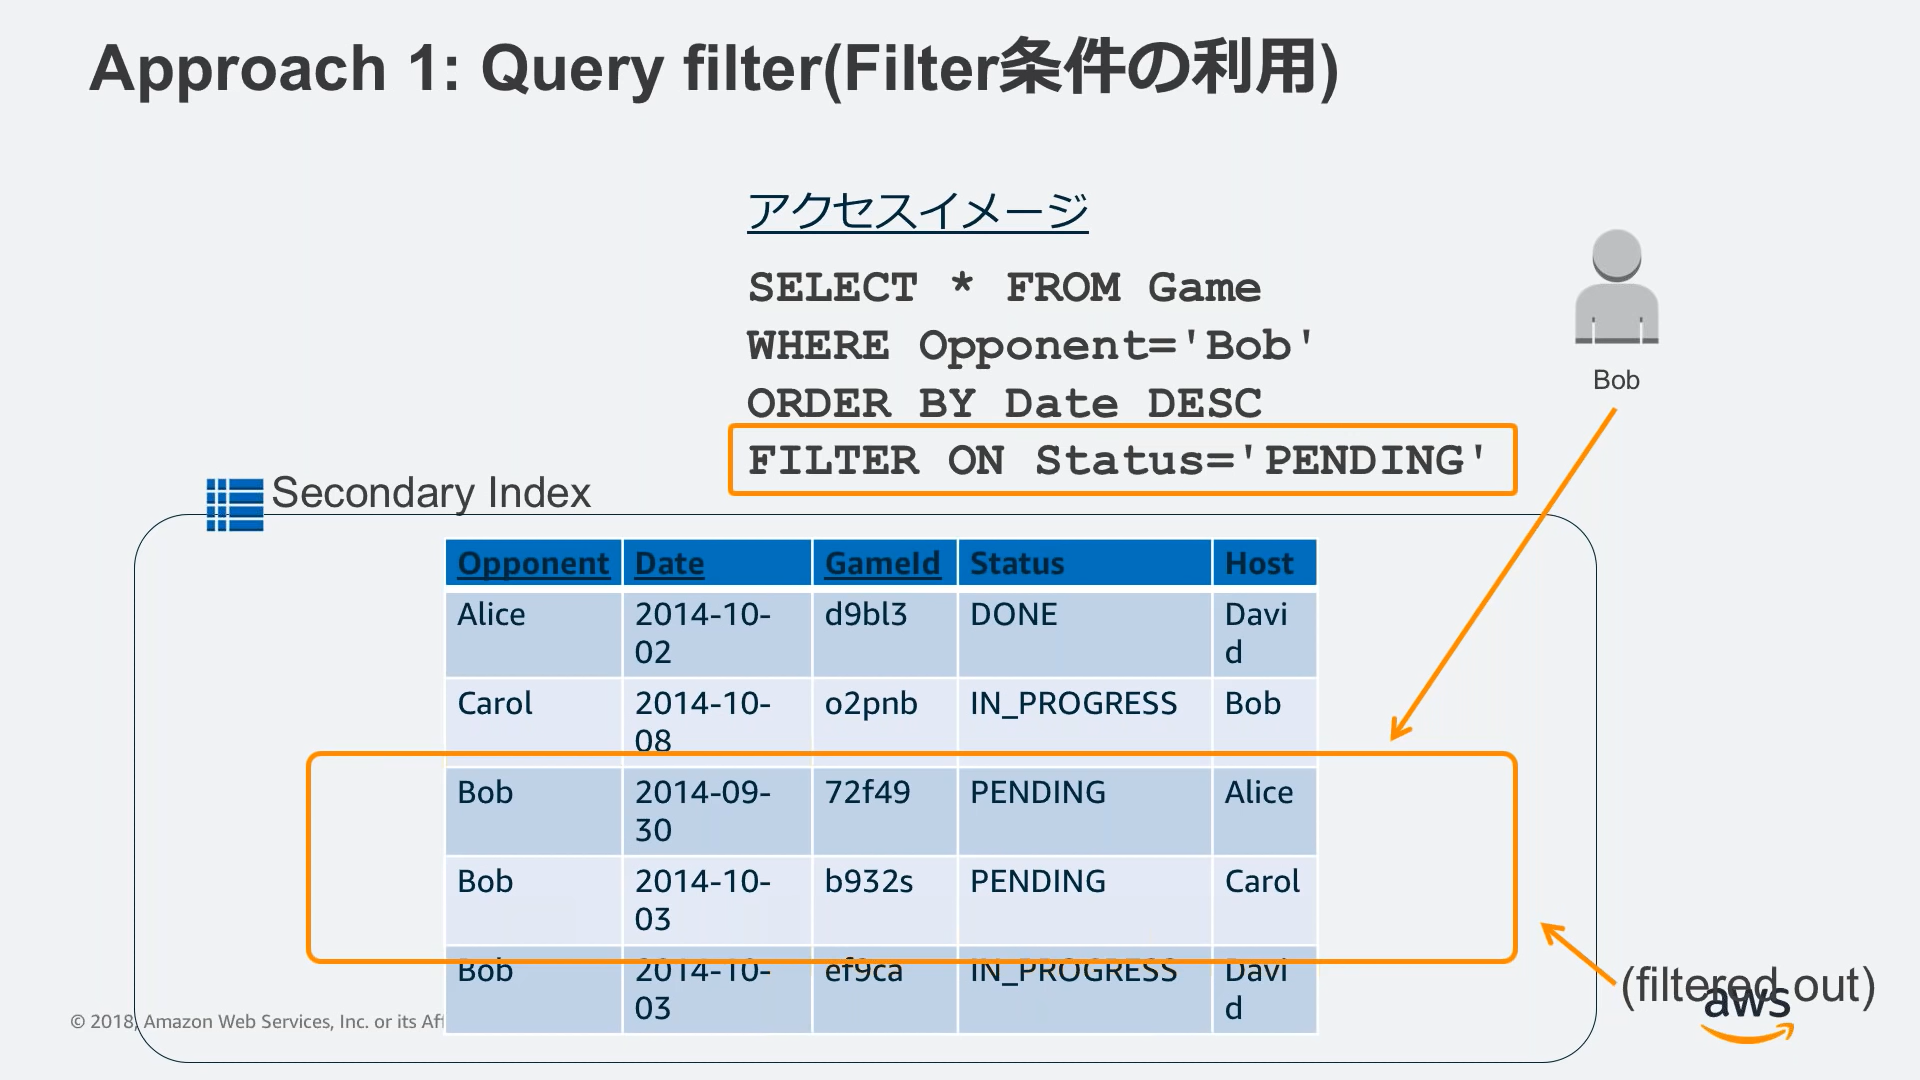 Approach 1: Query filter(Filter条件の利用)
アクセスイメージ
SELECT * FROM Game
WHERE Opponent='Bob'
ORDER BY Date DESC
FILTER ON Status='PENDING'
Bob
Secondary Index
Opponent Date GameId Status Host
Alice 2014-10-02 d9bl3 DONE David
Carol 2014-10-08 o2pnb IN_PROGRESS Bob
Bob 2014-09-30 72f49 PENDING Alice
Bob 2014-10-03 b932s PENDING Carol
Bob 2014-10-03 ef9ca IN_PROGRESS David
(filtered out)
© 2018, Amazon Web Services, Inc. or its
aws